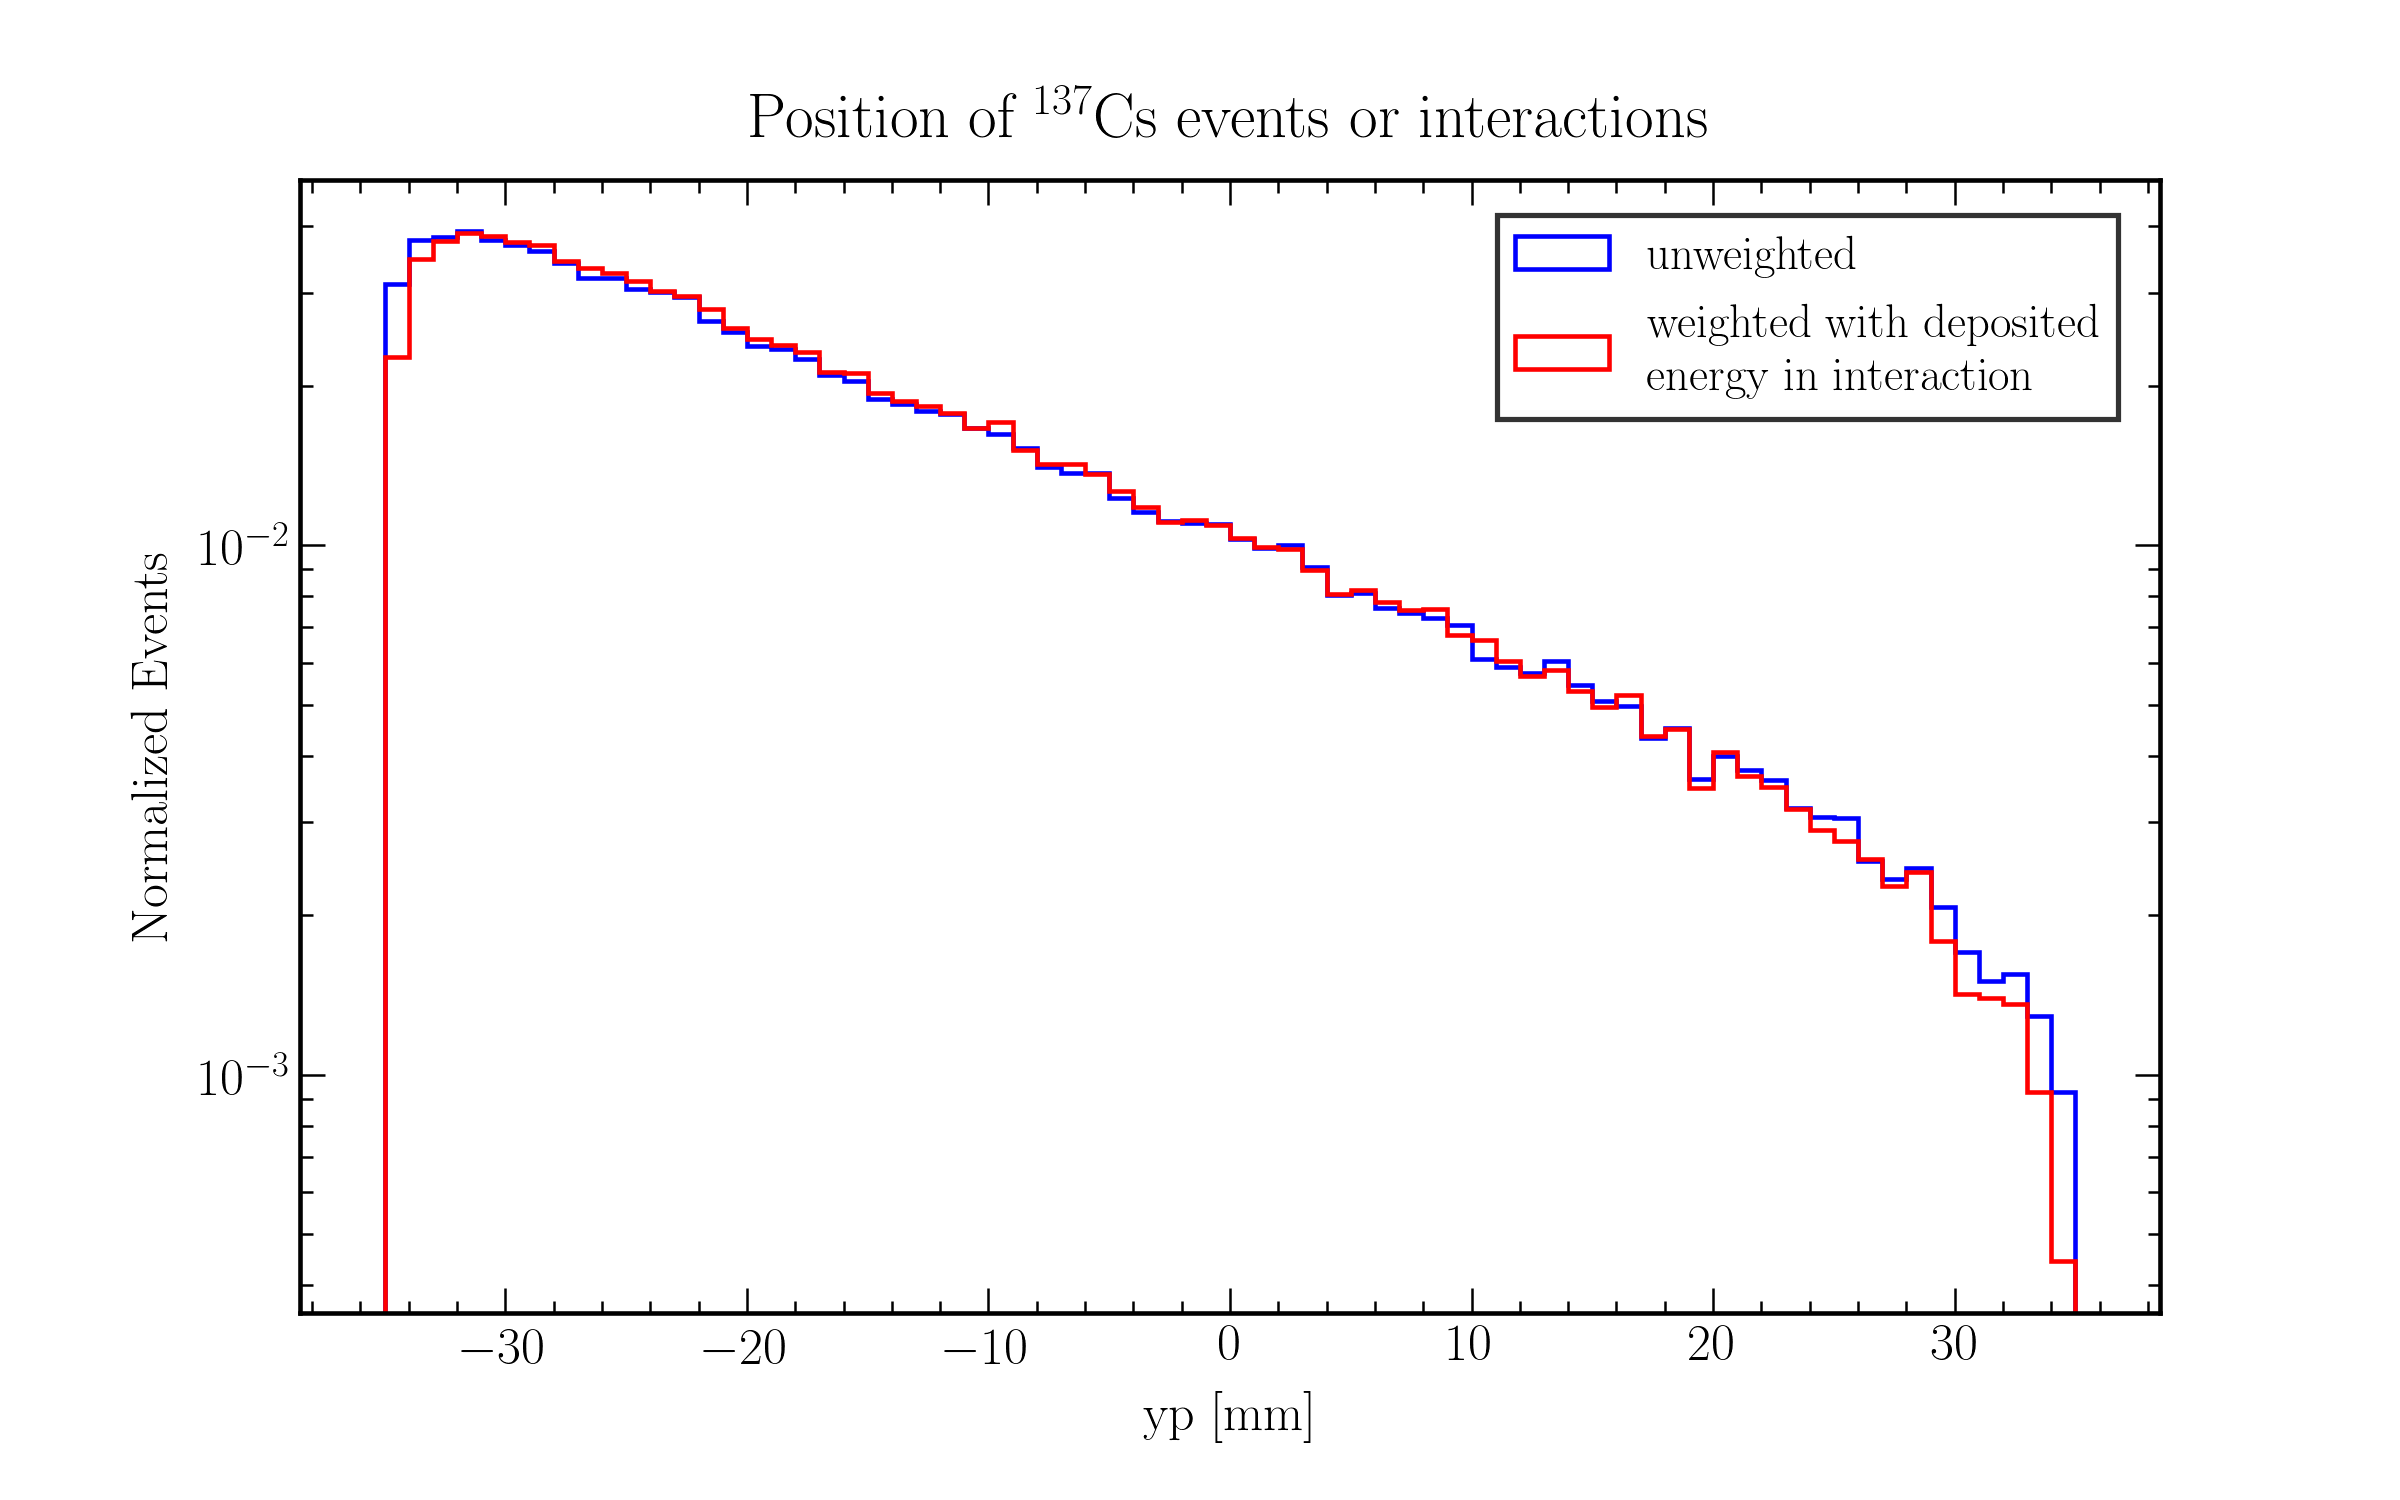 Position of ¹³⁷Cs events or interactions
unweighted
weighted with deposited
energy in interaction
Normalized Events
10⁻²
10⁻³
−30 −20 −10 0 10 20 30
yp [mm]